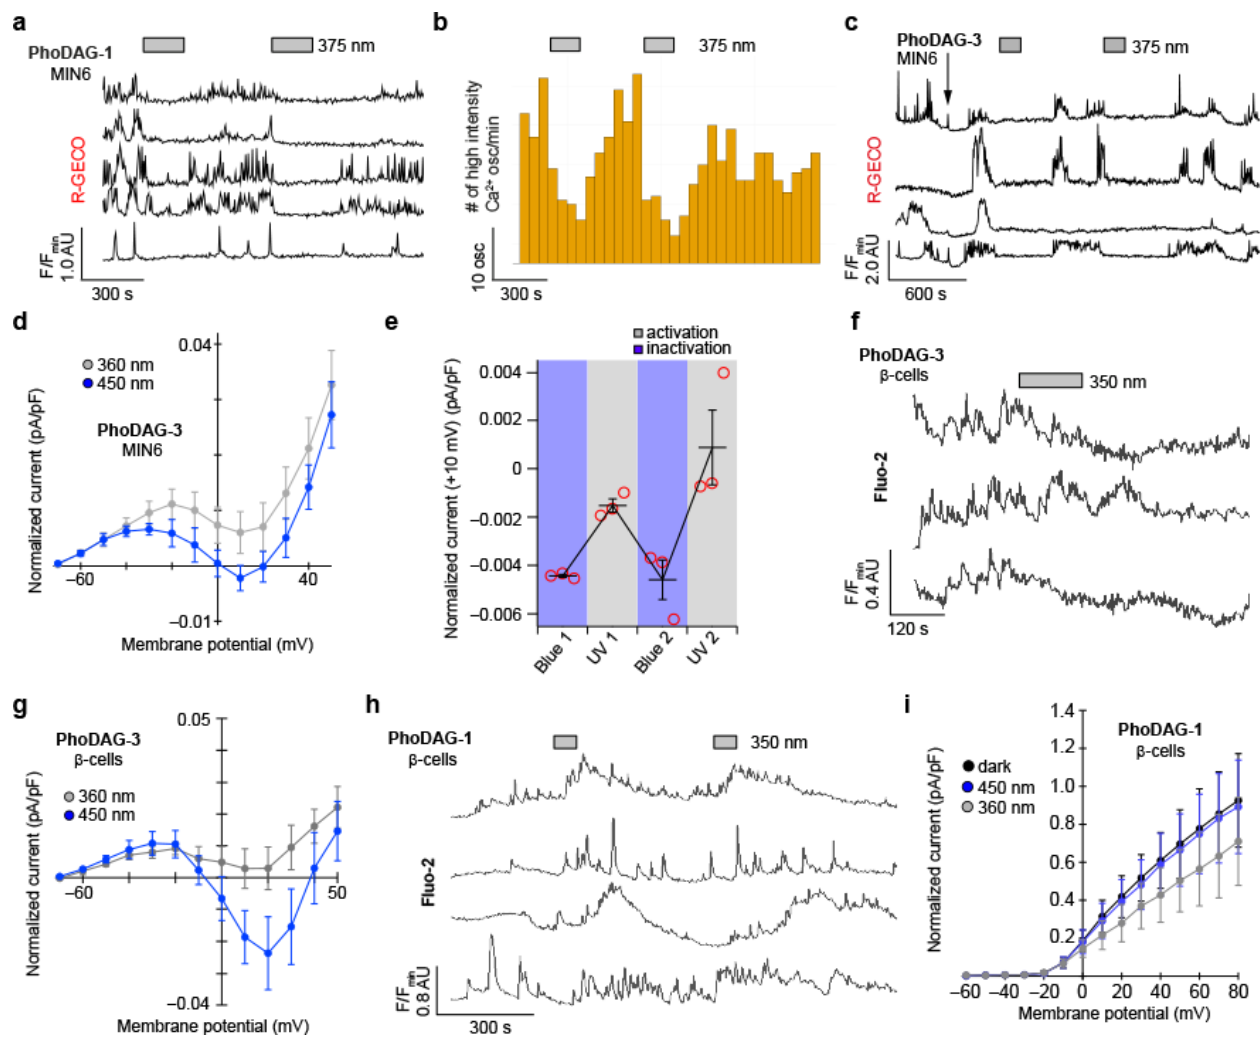 a
PhoDAG-1
MIN6
375 nm
R-GECO
F/Fmin
1.0 AU
300 s
b
375 nm
# of high intensity
Ca²⁺ osc/min
10 osc
300 s
c
PhoDAG-3
MIN6
375 nm
R-GECO
F/Fmin
2.0 AU
600 s
d
0.04
360 nm
450 nm
PhoDAG-3
MIN6
Normalized current (pA/pF)
−60
40
−0.01
Membrane potential (mV)
e
activation
inactivation
Normalized current (+10 mV) (pA/pF)
0.004
0.002
0
−0.002
−0.004
−0.006
Blue 1
UV 1
Blue 2
UV 2
f
PhoDAG-3
β-cells
350 nm
Fluo-2
F/Fmin
0.4 AU
120 s
g
0.05
PhoDAG-3
β-cells
360 nm
450 nm
Normalized current (pA/pF)
−60
50
−0.04
Membrane potential (mV)
h
PhoDAG-1
β-cells
350 nm
Fluo-2
F/Fmin
0.8 AU
300 s
i
PhoDAG-1
β-cells
dark
450 nm
360 nm
Normalized current (pA/pF)
1.4
1.2
1.0
0.8
0.6
0.4
0.2
−60 −40 −20 0 20 40 60 80
Membrane potential (mV)